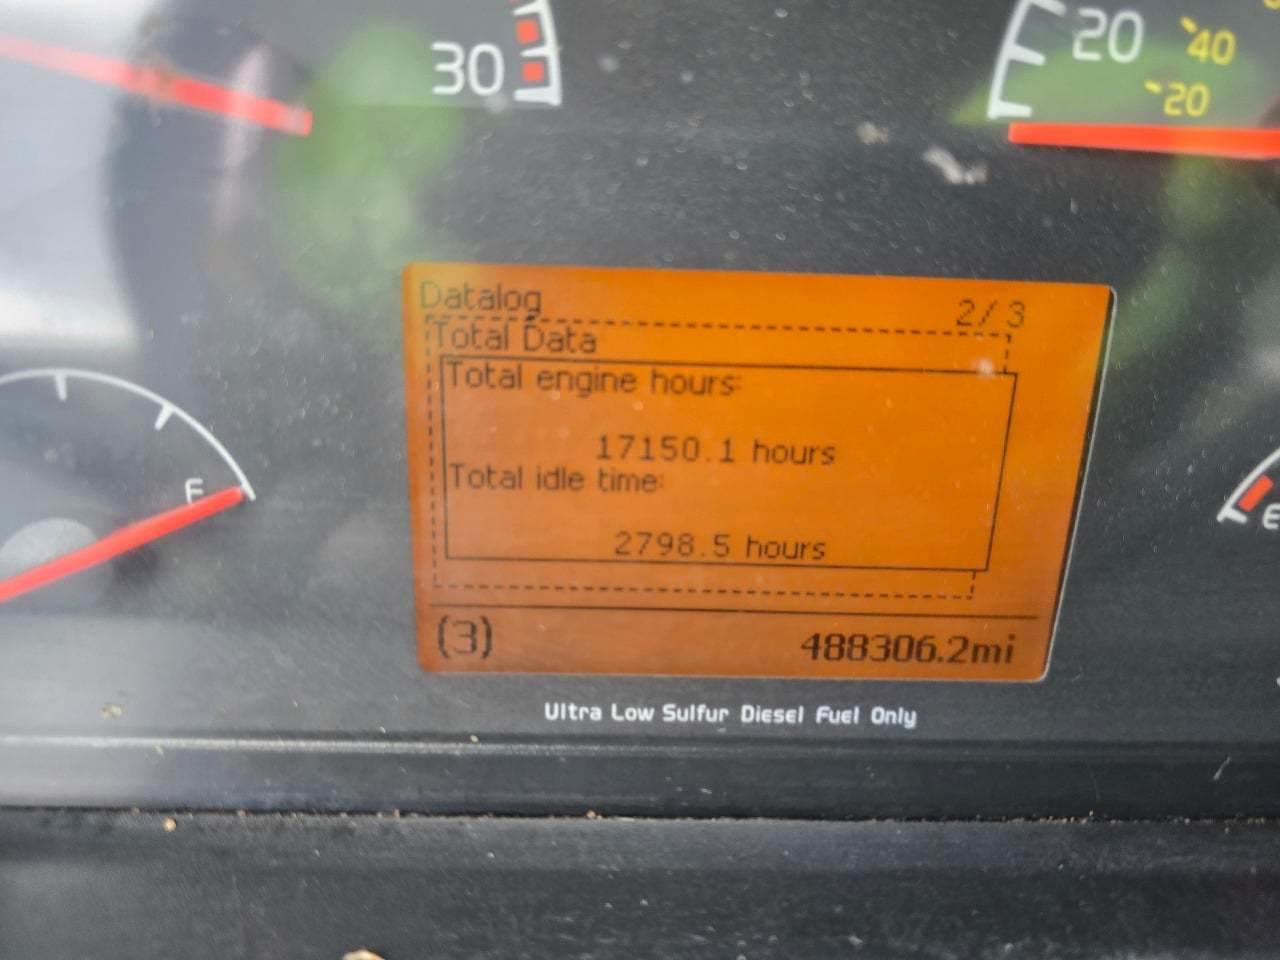 30
20
40
20
Datalog 2/3
Total Data
Total engine hours:
17150.1 hours
Total idle time:
2798.5 hours
(3) 488306.2mi
F
E
Ultra Low Sulfur Diesel Fuel Only